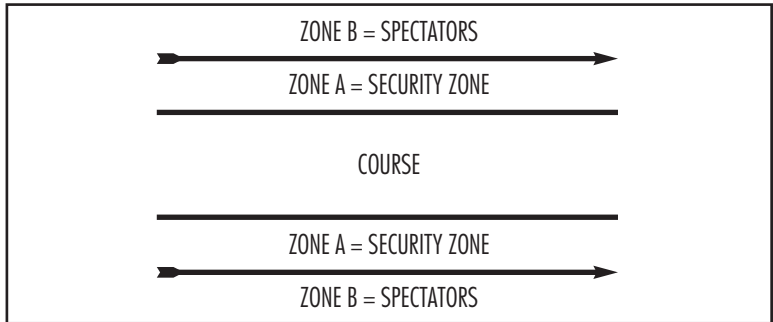 ZONE B = SPECTATORS
ZONE A = SECURITY ZONE
COURSE
ZONE A = SECURITY ZONE
ZONE B = SPECTATORS